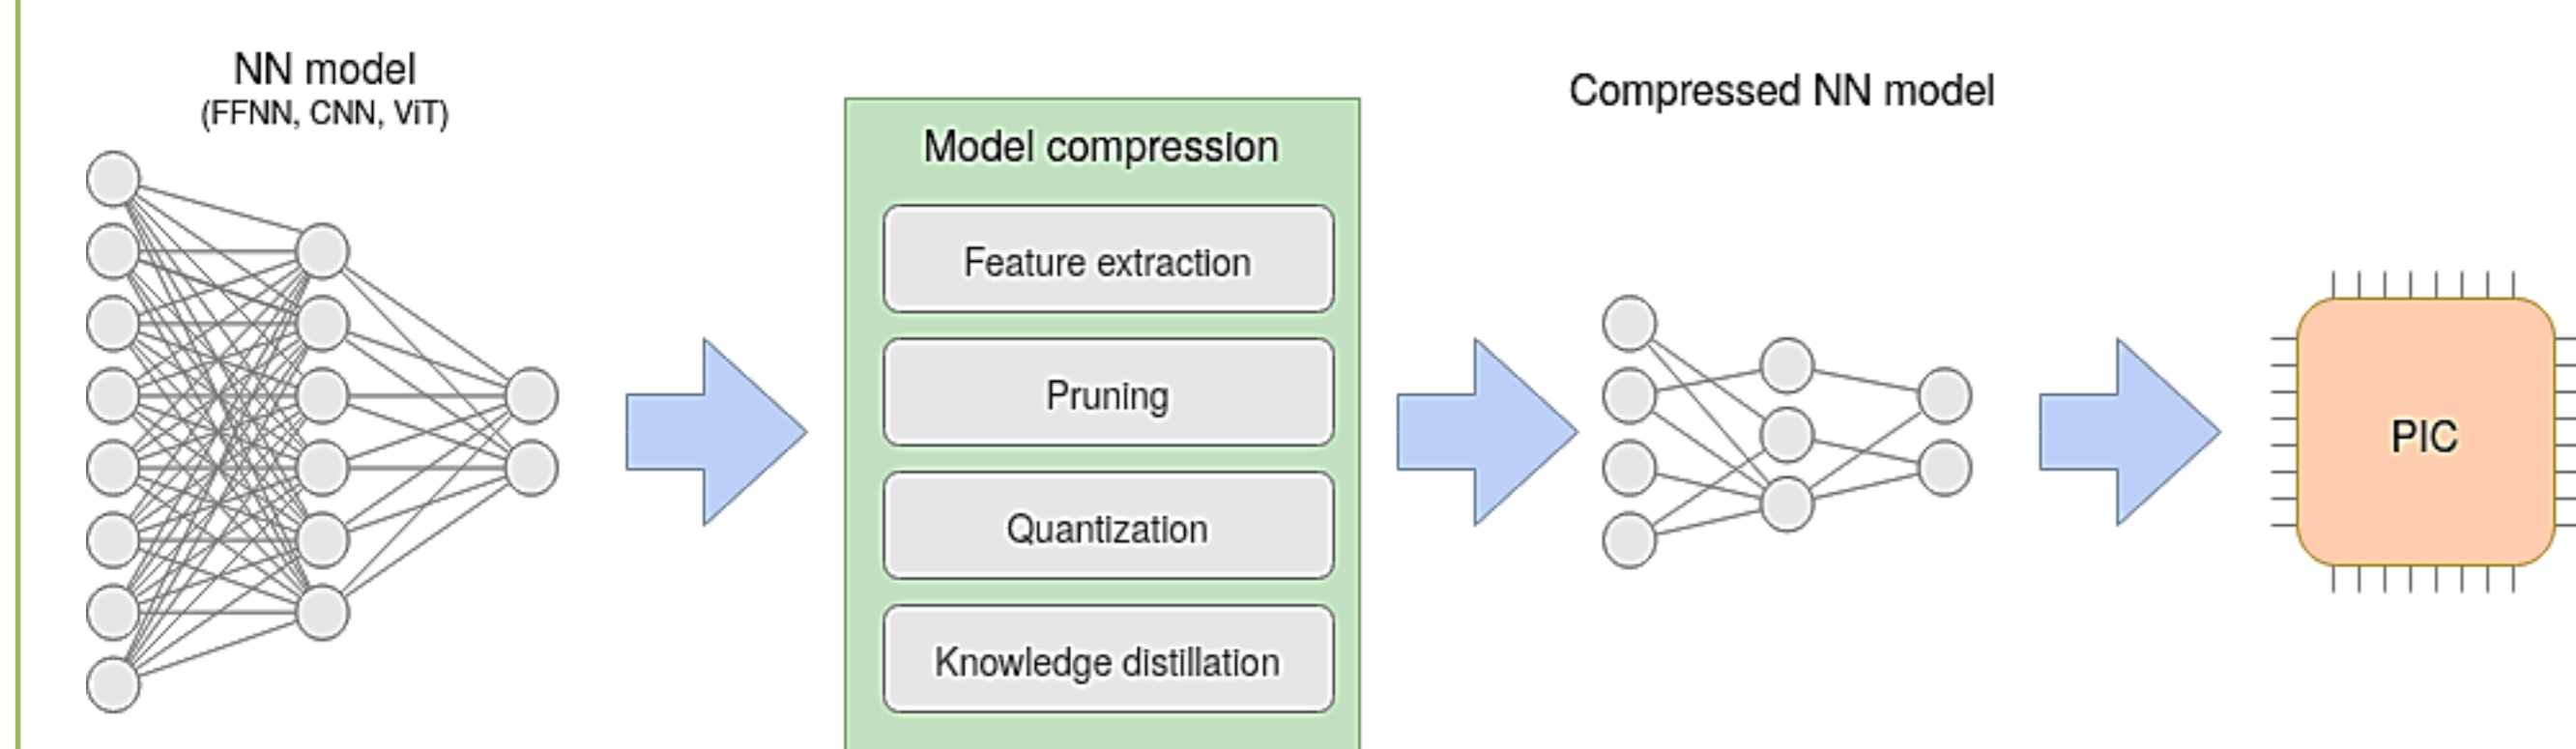 NN model
(FFNN, CNN, ViT)
Model compression
Feature extraction
Pruning
Quantization
Knowledge distillation
Compressed NN model
PIC